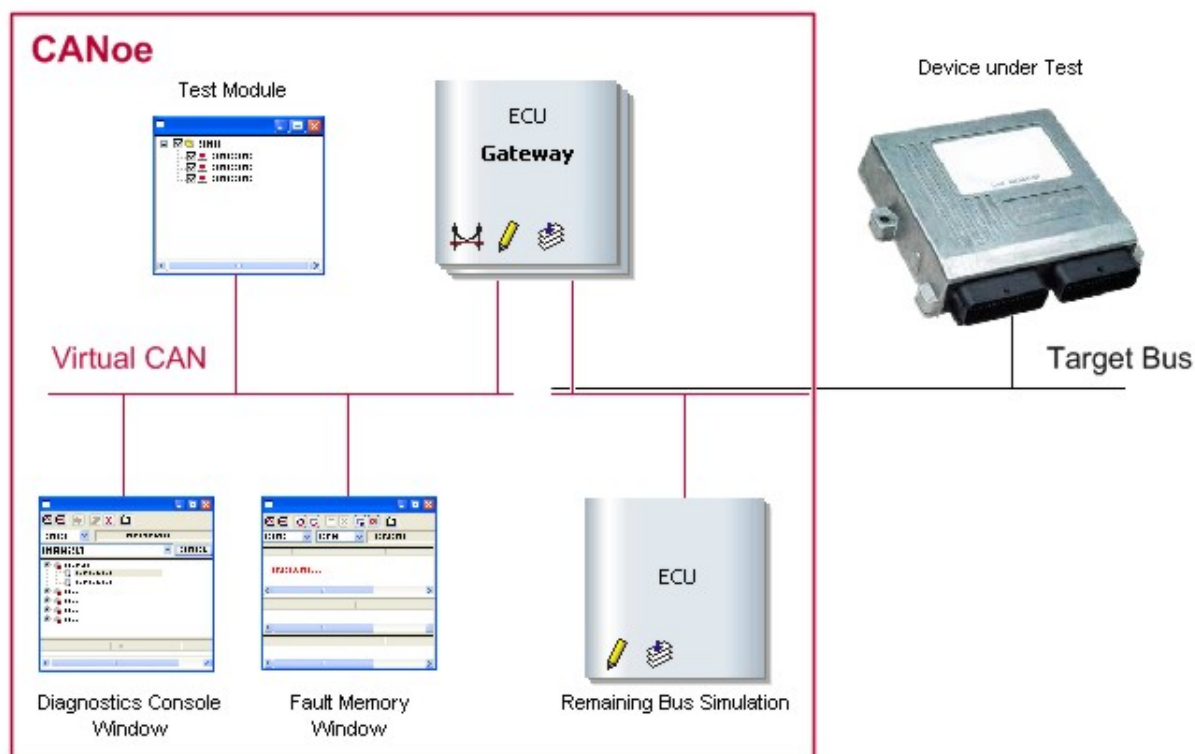 CANoe
Test Module
ECU
Gateway
Device under Test
Virtual CAN
Target Bus
ECU
Diagnostics Console
Window
Fault Memory
Window
Remaining Bus Simulation